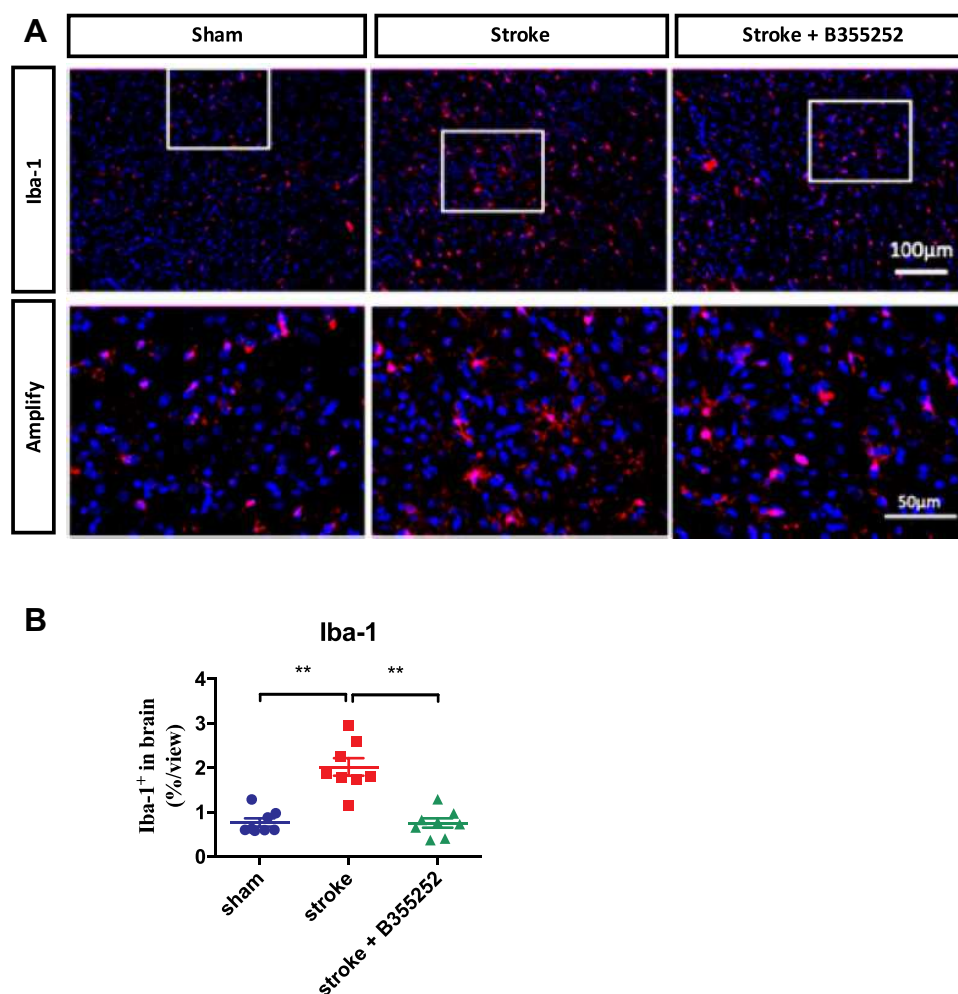 A
Sham
Stroke
Stroke + B355252
Iba-1
100μm
Amplify
50μm
B
Iba-1
** **
Iba-1+ in brain
(%/view)
4
3
2
1
0
sham
stroke
stroke + B355252